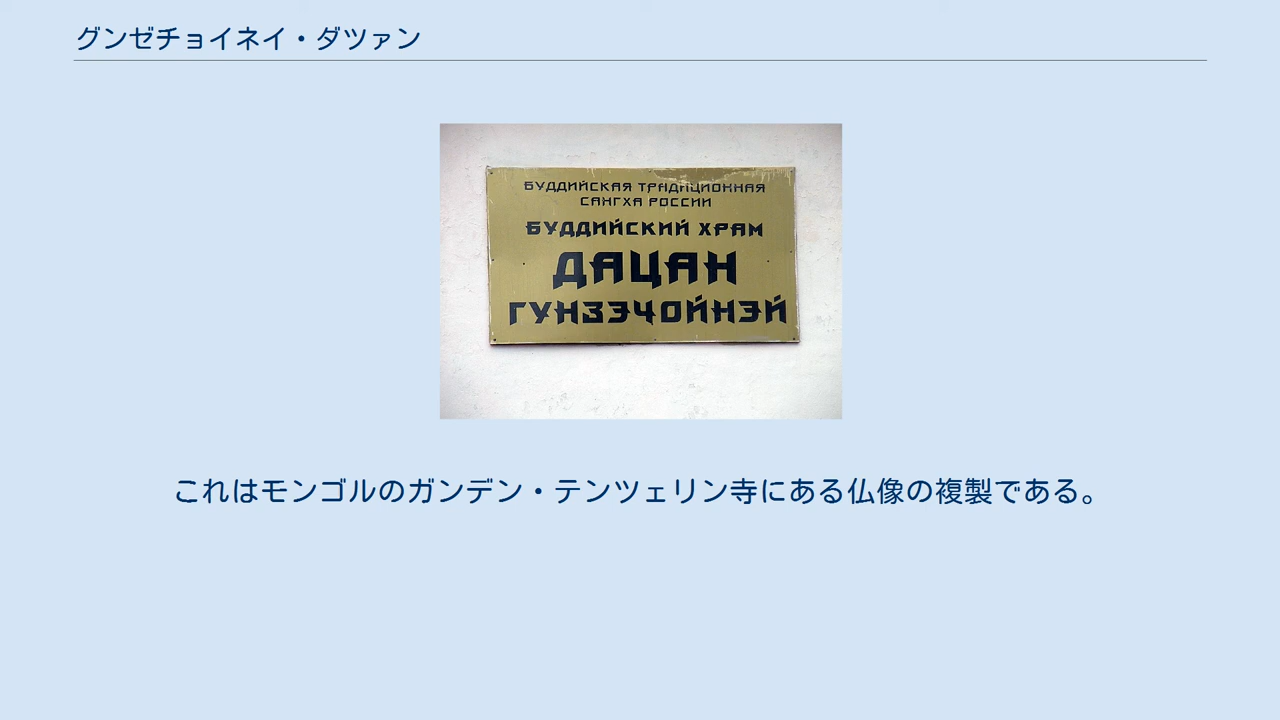 グンゼチョイネイ・ダツァン
БУДДИЙСКАЯ ТРАДИЦИОННАЯ
САНГХА РОССИИ
БУДДИЙСКИЙ ХРАМ
ДАЦАН
ГУНЗЭЧОЙНЭЙ
これはモンゴルのガンデン・テンツェリン寺にある仏像の複製である。